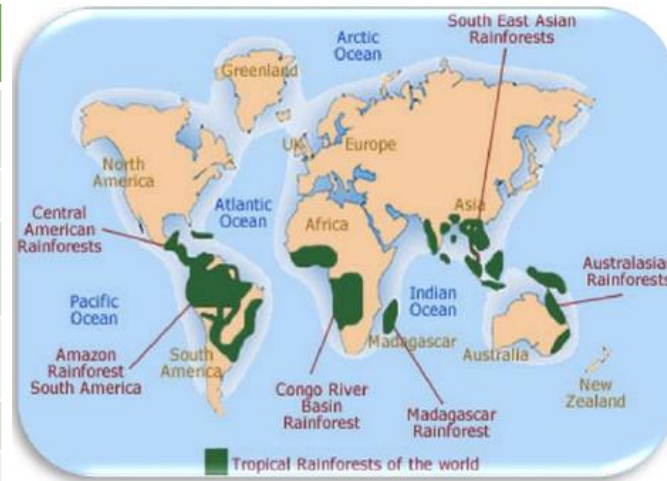 South East Asian
Rainforests
Arctic
Ocean
Greenland
UK
Europe
North
America
Asia
Atlantic
Ocean
Africa
Central
American
Rainforests
Australasian
Rainforests
Pacific
Ocean
Indian
Ocean
Madagascar
Australia
Amazon
Rainforest
South America
South
America
Congo River
Basin
Rainforest
Madagascar
Rainforest
New
Zealand
Tropical Rainforests of the world